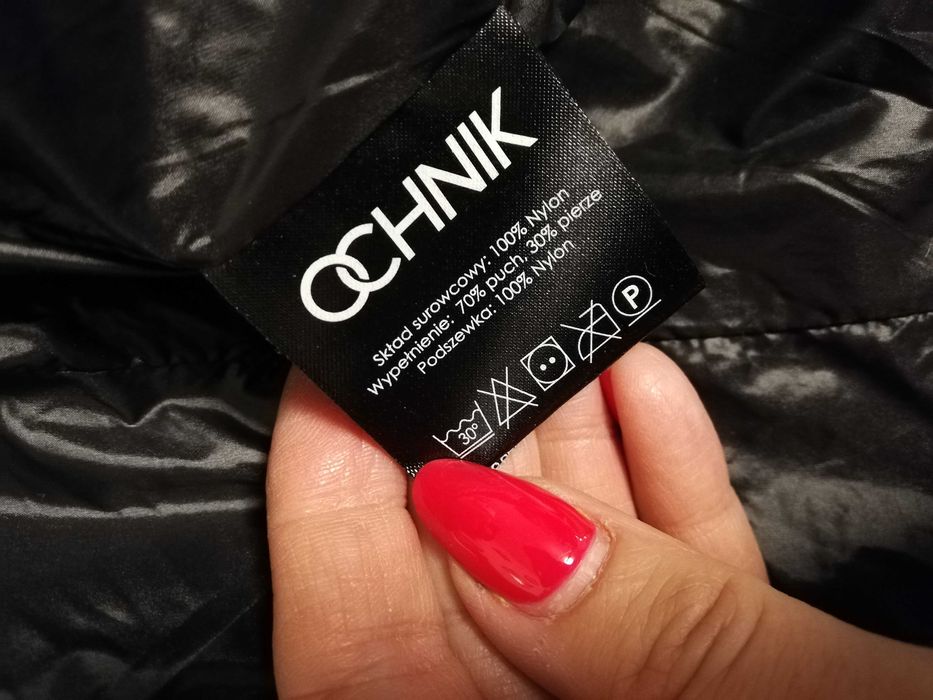 OCHNIK
Skład surowcowy: 100% Nylon
Wypełnienie: 70% puch, 30% pierze
Podszewka: 100% Nylon
30° P